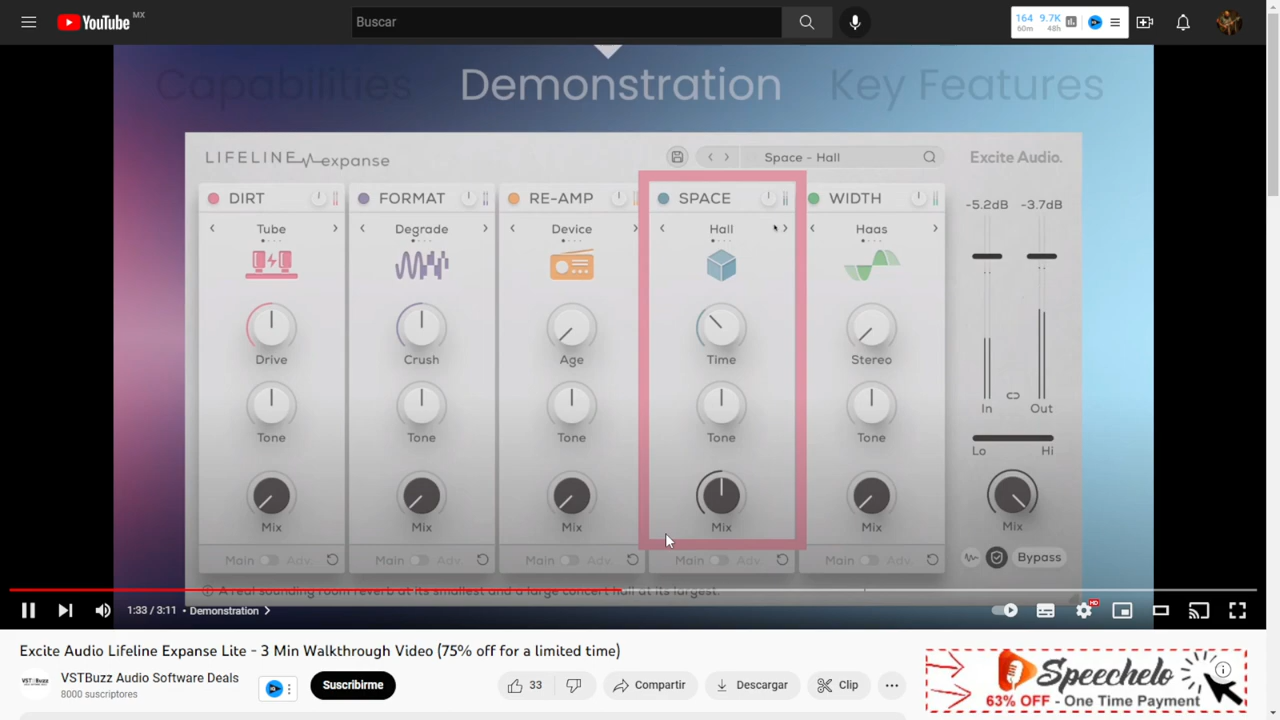 YouTube MX
Buscar
164 9.7K
60m 48h
Capabilities Demonstration Key Features
LIFELINE expanse
Space - Hall
Excite Audio.
DIRT FORMAT RE-AMP SPACE WIDTH
-5.2dB -3.7dB
Tube Degrade Device Hall Haas
Drive Crush Age Time Stereo
In Out
Tone Tone Tone Tone Tone
Lo Hi
Mix Mix Mix Mix Mix Mix
Main Adv. Main Adv. Main Adv. Main Adv. Main Adv.
Bypass
A real sounding room reverb at its smallest and a large concert hall at its largest.
1:33 / 3:11 • Demonstration
HD
Excite Audio Lifeline Expanse Lite - 3 Min Walkthrough Video (75% off for a limited time)
VST Buzz
VSTBuzz Audio Software Deals
8000 suscriptores
Suscribirme
33
Compartir
Descargar
Clip
Speechelo
63% OFF - One Time Payment